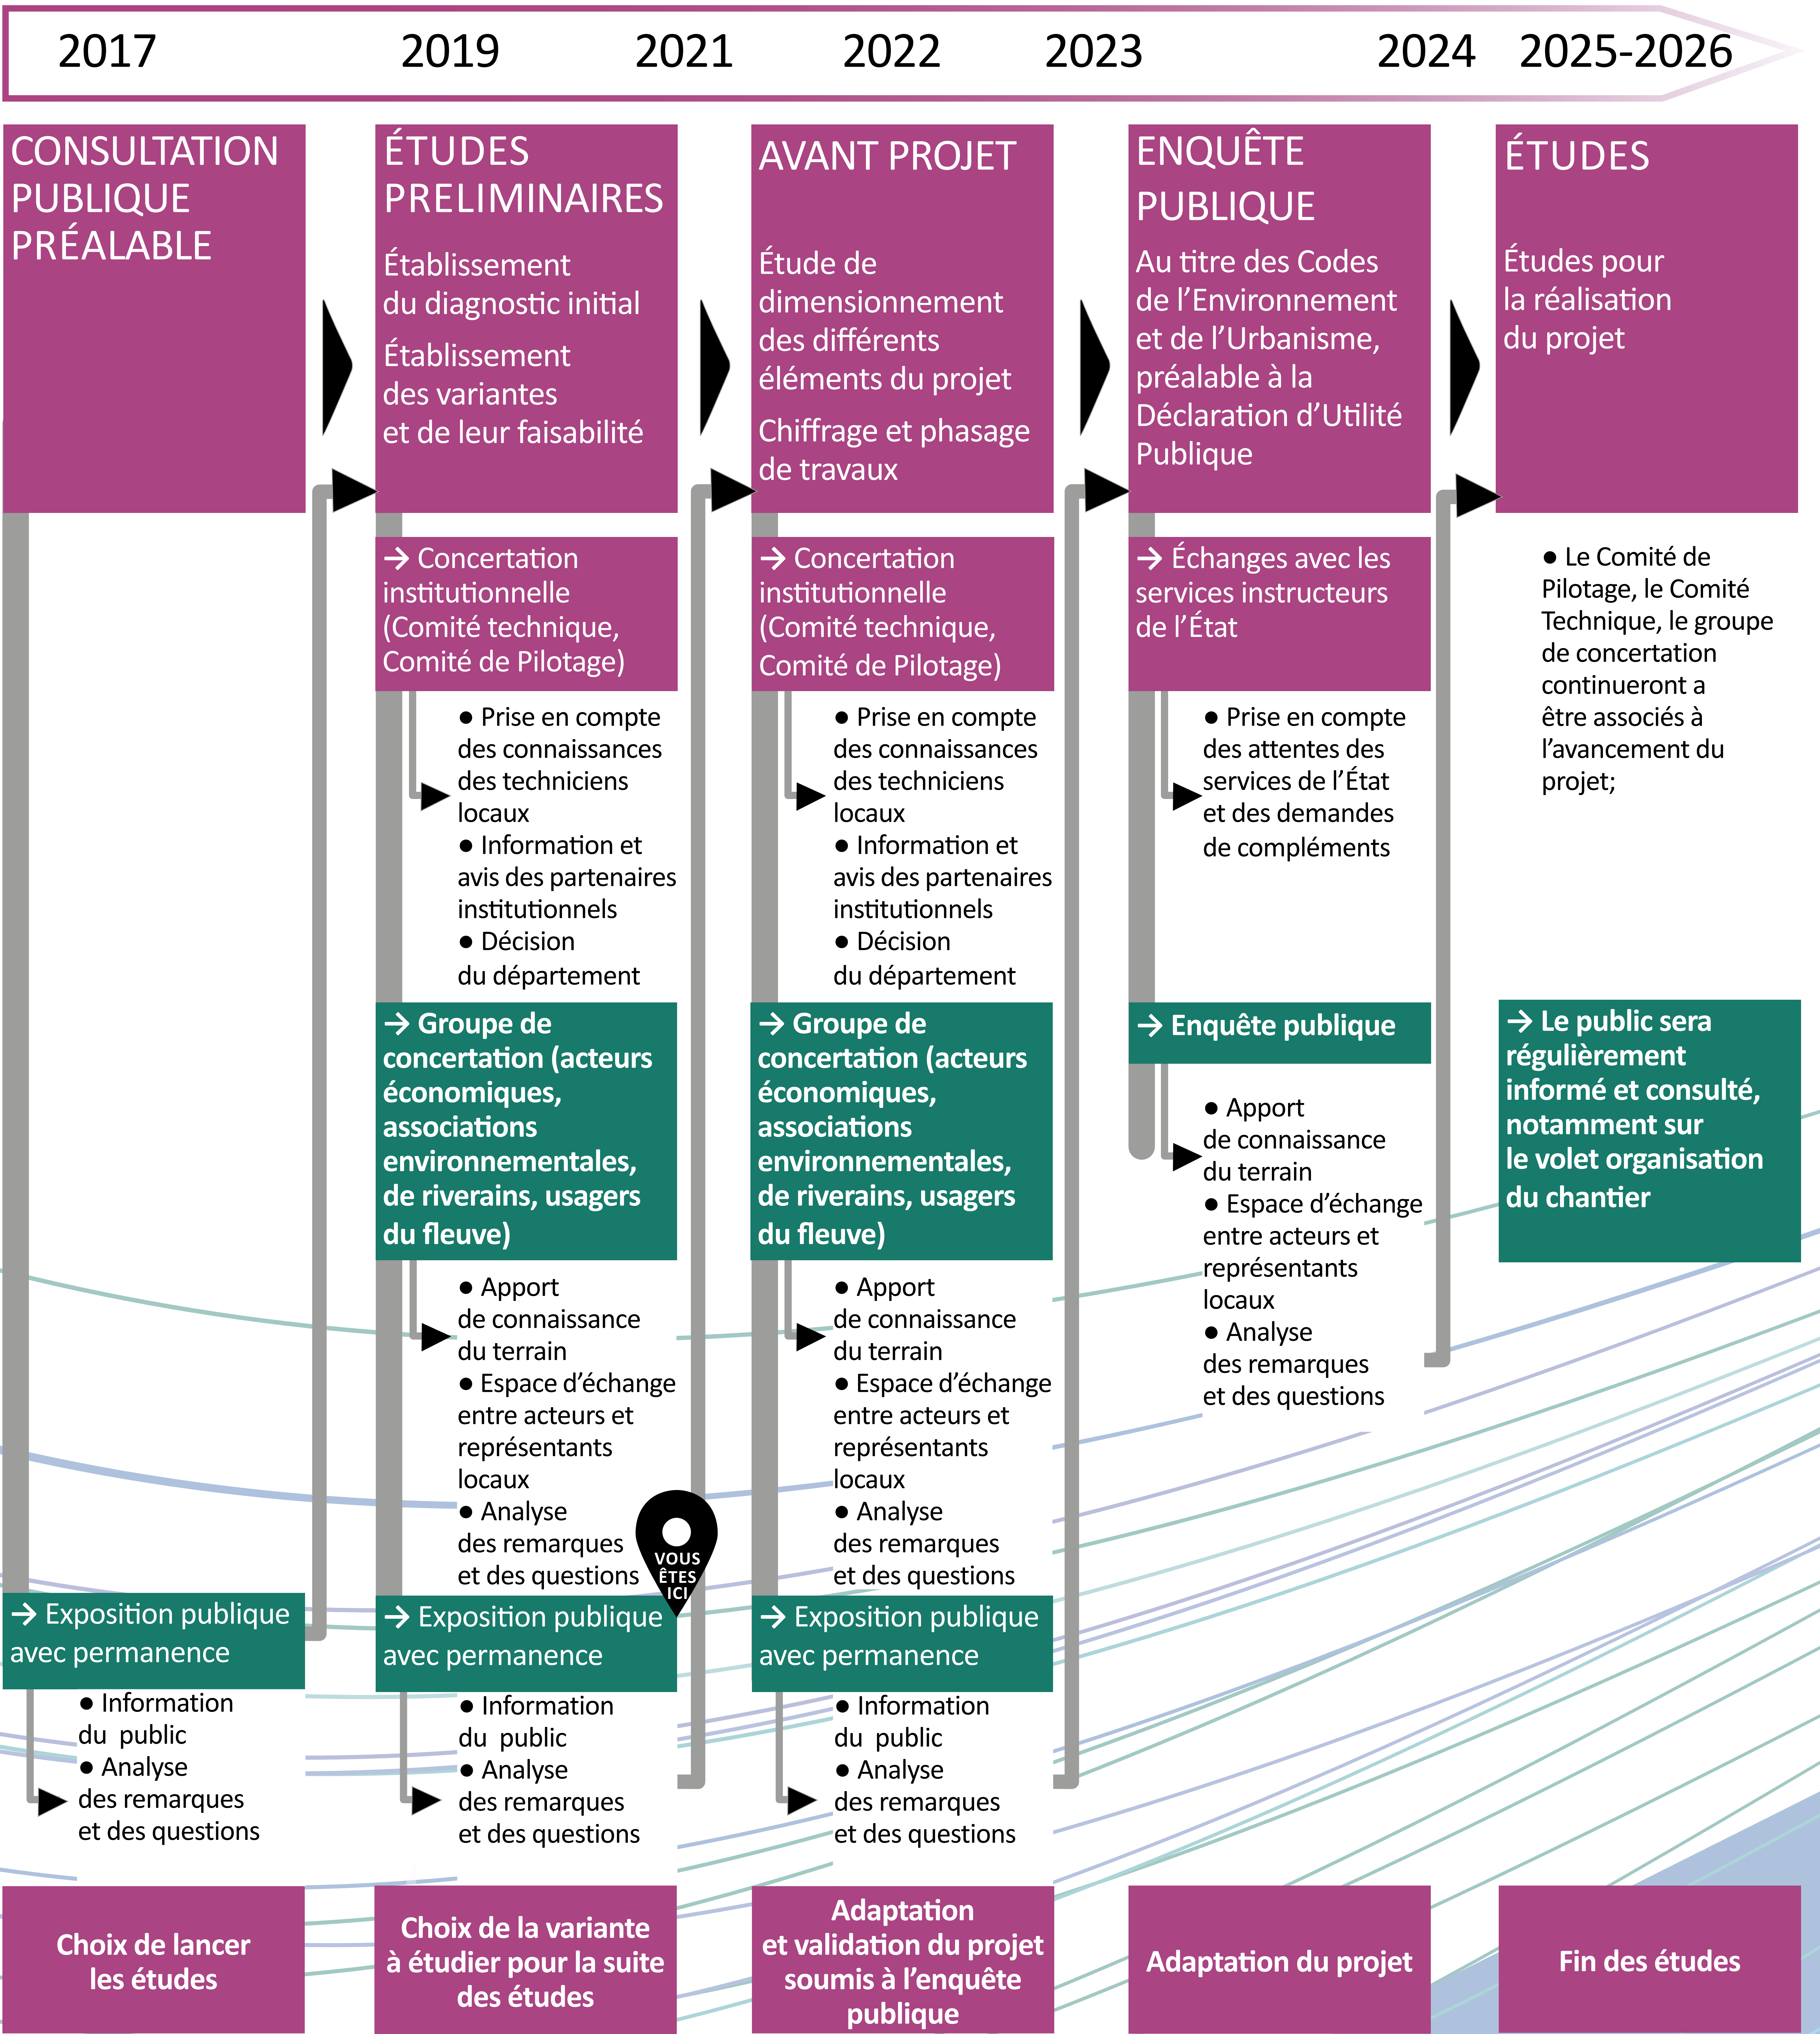 2017
2019
2021
2022
2023
2024
2025-2026
CONSULTATION
PUBLIQUE
PRÉALABLE
→ Exposition publique
avec permanence
● Information
du public
● Analyse
des remarques
et des questions
Choix de lancer
les études
ÉTUDES
PRELIMINAIRES
Établissement
du diagnostic initial
Établissement
des variantes
et de leur faisabilité
→ Concertation
institutionnelle
(Comité technique,
Comité de Pilotage)
● Prise en compte
des connaissances
des techniciens
locaux
● Information et
avis des partenaires
institutionnels
● Décision
du département
→ Groupe de
concertation (acteurs
économiques,
associations
environnementales,
de riverains, usagers
du fleuve)
● Apport
de connaissance
du terrain
● Espace d’échange
entre acteurs et
représentants
locaux
● Analyse
des remarques
et des questions
VOUS
ÊTES
ICI
→ Exposition publique
avec permanence
● Information
du public
● Analyse
des remarques
et des questions
Choix de la variante
à étudier pour la suite
des études
AVANT PROJET
Étude de
dimensionnement
des différents
éléments du projet
Chiffrage et phasage
de travaux
→ Concertation
institutionnelle
(Comité technique,
Comité de Pilotage)
● Prise en compte
des connaissances
des techniciens
locaux
● Information et
avis des partenaires
institutionnels
● Décision
du département
→ Groupe de
concertation (acteurs
économiques,
associations
environnementales,
de riverains, usagers
du fleuve)
● Apport
de connaissance
du terrain
● Espace d’échange
entre acteurs et
représentants
locaux
● Analyse
des remarques
et des questions
→ Exposition publique
avec permanence
● Information
du public
● Analyse
des remarques
et des questions
Adaptation
et validation du projet
soumis à l’enquête
publique
ENQUÊTE
PUBLIQUE
Au titre des Codes
de l’Environnement
et de l’Urbanisme,
préalable à la
Déclaration d’Utilité
Publique
→ Échanges avec les
services instructeurs
de l’État
● Prise en compte
des attentes des
services de l’État
et des demandes
de compléments
→ Enquête publique
● Apport
de connaissance
du terrain
● Espace d’échange
entre acteurs et
représentants
locaux
● Analyse
des remarques
et des questions
Adaptation du projet
ÉTUDES
Études pour
la réalisation
du projet
● Le Comité de
Pilotage, le Comité
Technique, le groupe
de concertation
continueront a
être associés à
l’avancement du
projet;
→ Le public sera
régulièrement
informé et consulté,
notamment sur
le volet organisation
du chantier
Fin des études